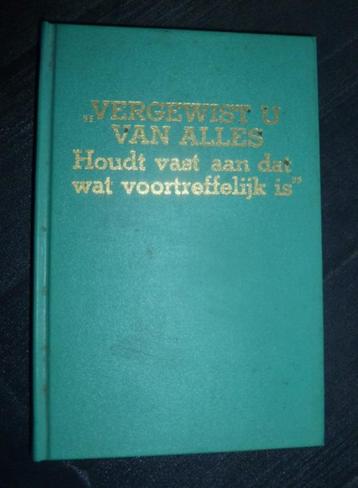 „VERGEWIST U
VAN ALLES
Houdt vast aan dat
wat voortreffelijk is”